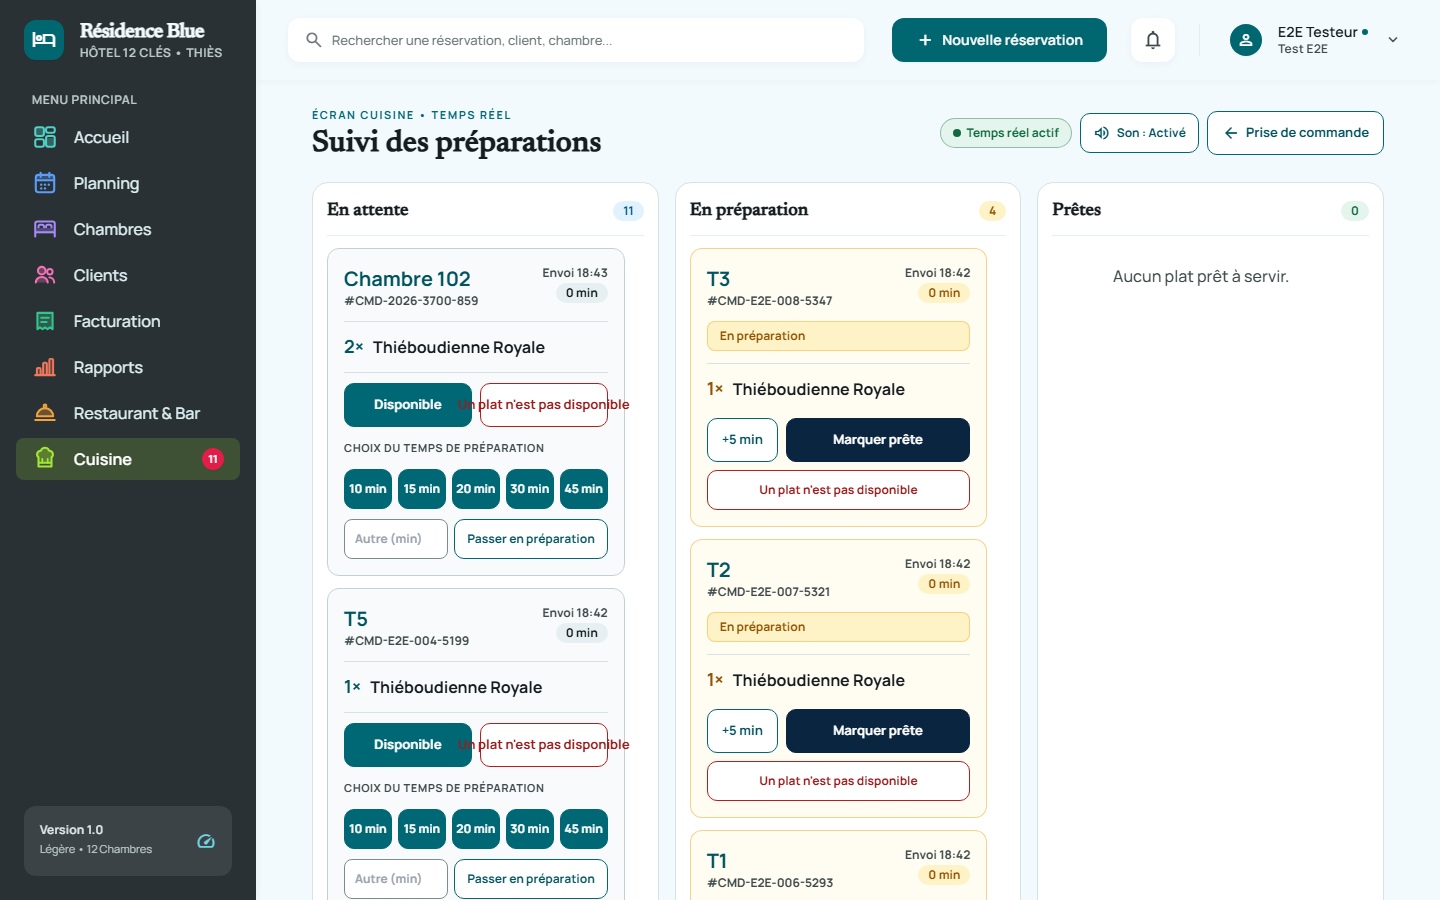 Résidence Blue
HÔTEL 12 CLÉS • THIÈS
MENU PRINCIPAL
Accueil
Planning
Chambres
Clients
Facturation
Rapports
Restaurant & Bar
Cuisine
11
Version 1.0
Légère • 12 Chambres
Rechercher une réservation, client, chambre...
+ Nouvelle réservation
E2E Testeur
Test E2E
ÉCRAN CUISINE • TEMPS RÉEL
Suivi des préparations
Temps réel actif
Son : Activé
Prise de commande
En attente
11
Chambre 102
Envoi 18:43
#CMD-2026-3700-859
0 min
2× Thiéboudienne Royale
Disponible
Un plat n'est pas disponible
CHOIX DU TEMPS DE PRÉPARATION
10 min 15 min 20 min 30 min 45 min
Autre (min)
Passer en préparation
T5
Envoi 18:42
#CMD-E2E-004-5199
0 min
1× Thiéboudienne Royale
Disponible
Un plat n'est pas disponible
CHOIX DU TEMPS DE PRÉPARATION
10 min 15 min 20 min 30 min 45 min
Autre (min)
Passer en préparation
En préparation
4
T3
Envoi 18:42
#CMD-E2E-008-5347
0 min
En préparation
1× Thiéboudienne Royale
+5 min
Marquer prête
Un plat n'est pas disponible
T2
Envoi 18:42
#CMD-E2E-007-5321
0 min
En préparation
1× Thiéboudienne Royale
+5 min
Marquer prête
Un plat n'est pas disponible
T1
Envoi 18:42
#CMD-E2E-006-5293
0 min
Prêtes
0
Aucun plat prêt à servir.